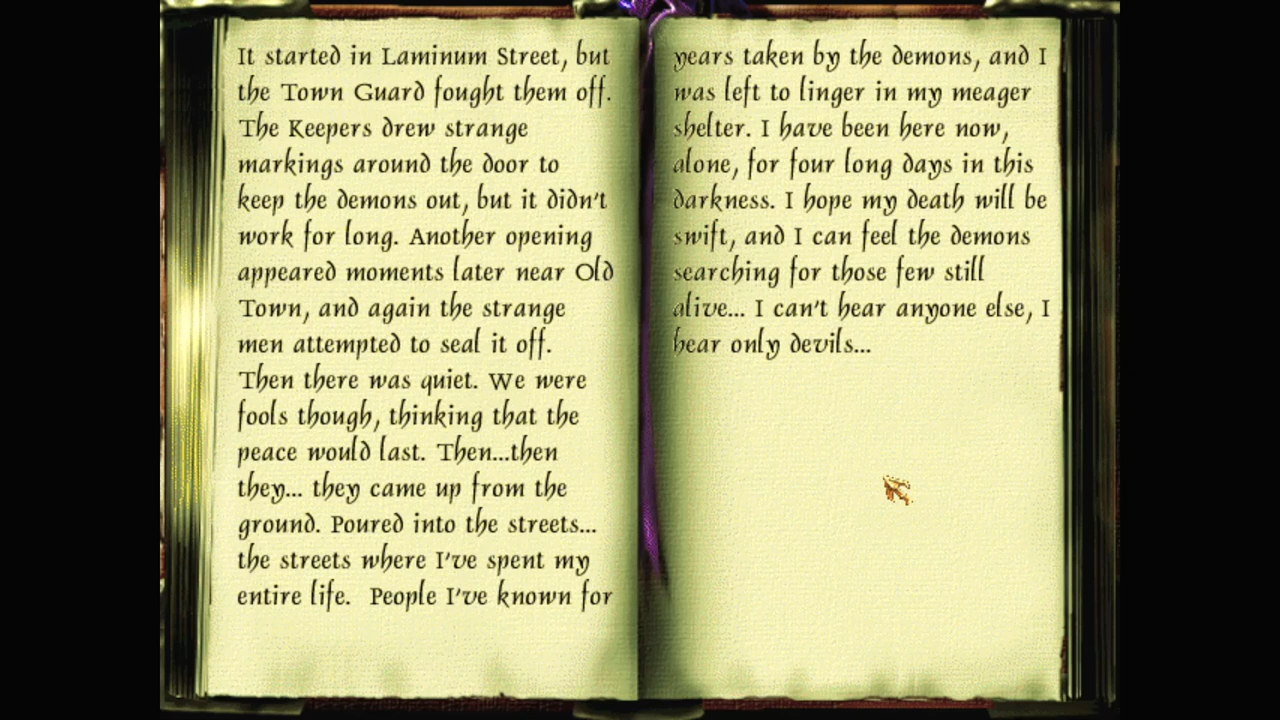 It started in Laminum Street, but
the Town Guard fought them off.
The Keepers drew strange
markings around the door to
keep the demons out, but it didn't
work for long. Another opening
appeared moments later near Old
Town, and again the strange
men attempted to seal it off.
Then there was quiet. We were
fools though, thinking that the
peace would last. Then...then
they... they came up from the
ground. Poured into the streets...
the streets where I've spent my
entire life. People I've known for
years taken by the demons, and I
was left to linger in my meager
shelter. I have been here now,
alone, for four long days in this
darkness. I hope my death will be
swift, and I can feel the demons
searching for those few still
alive... I can't hear anyone else, I
hear only devils...